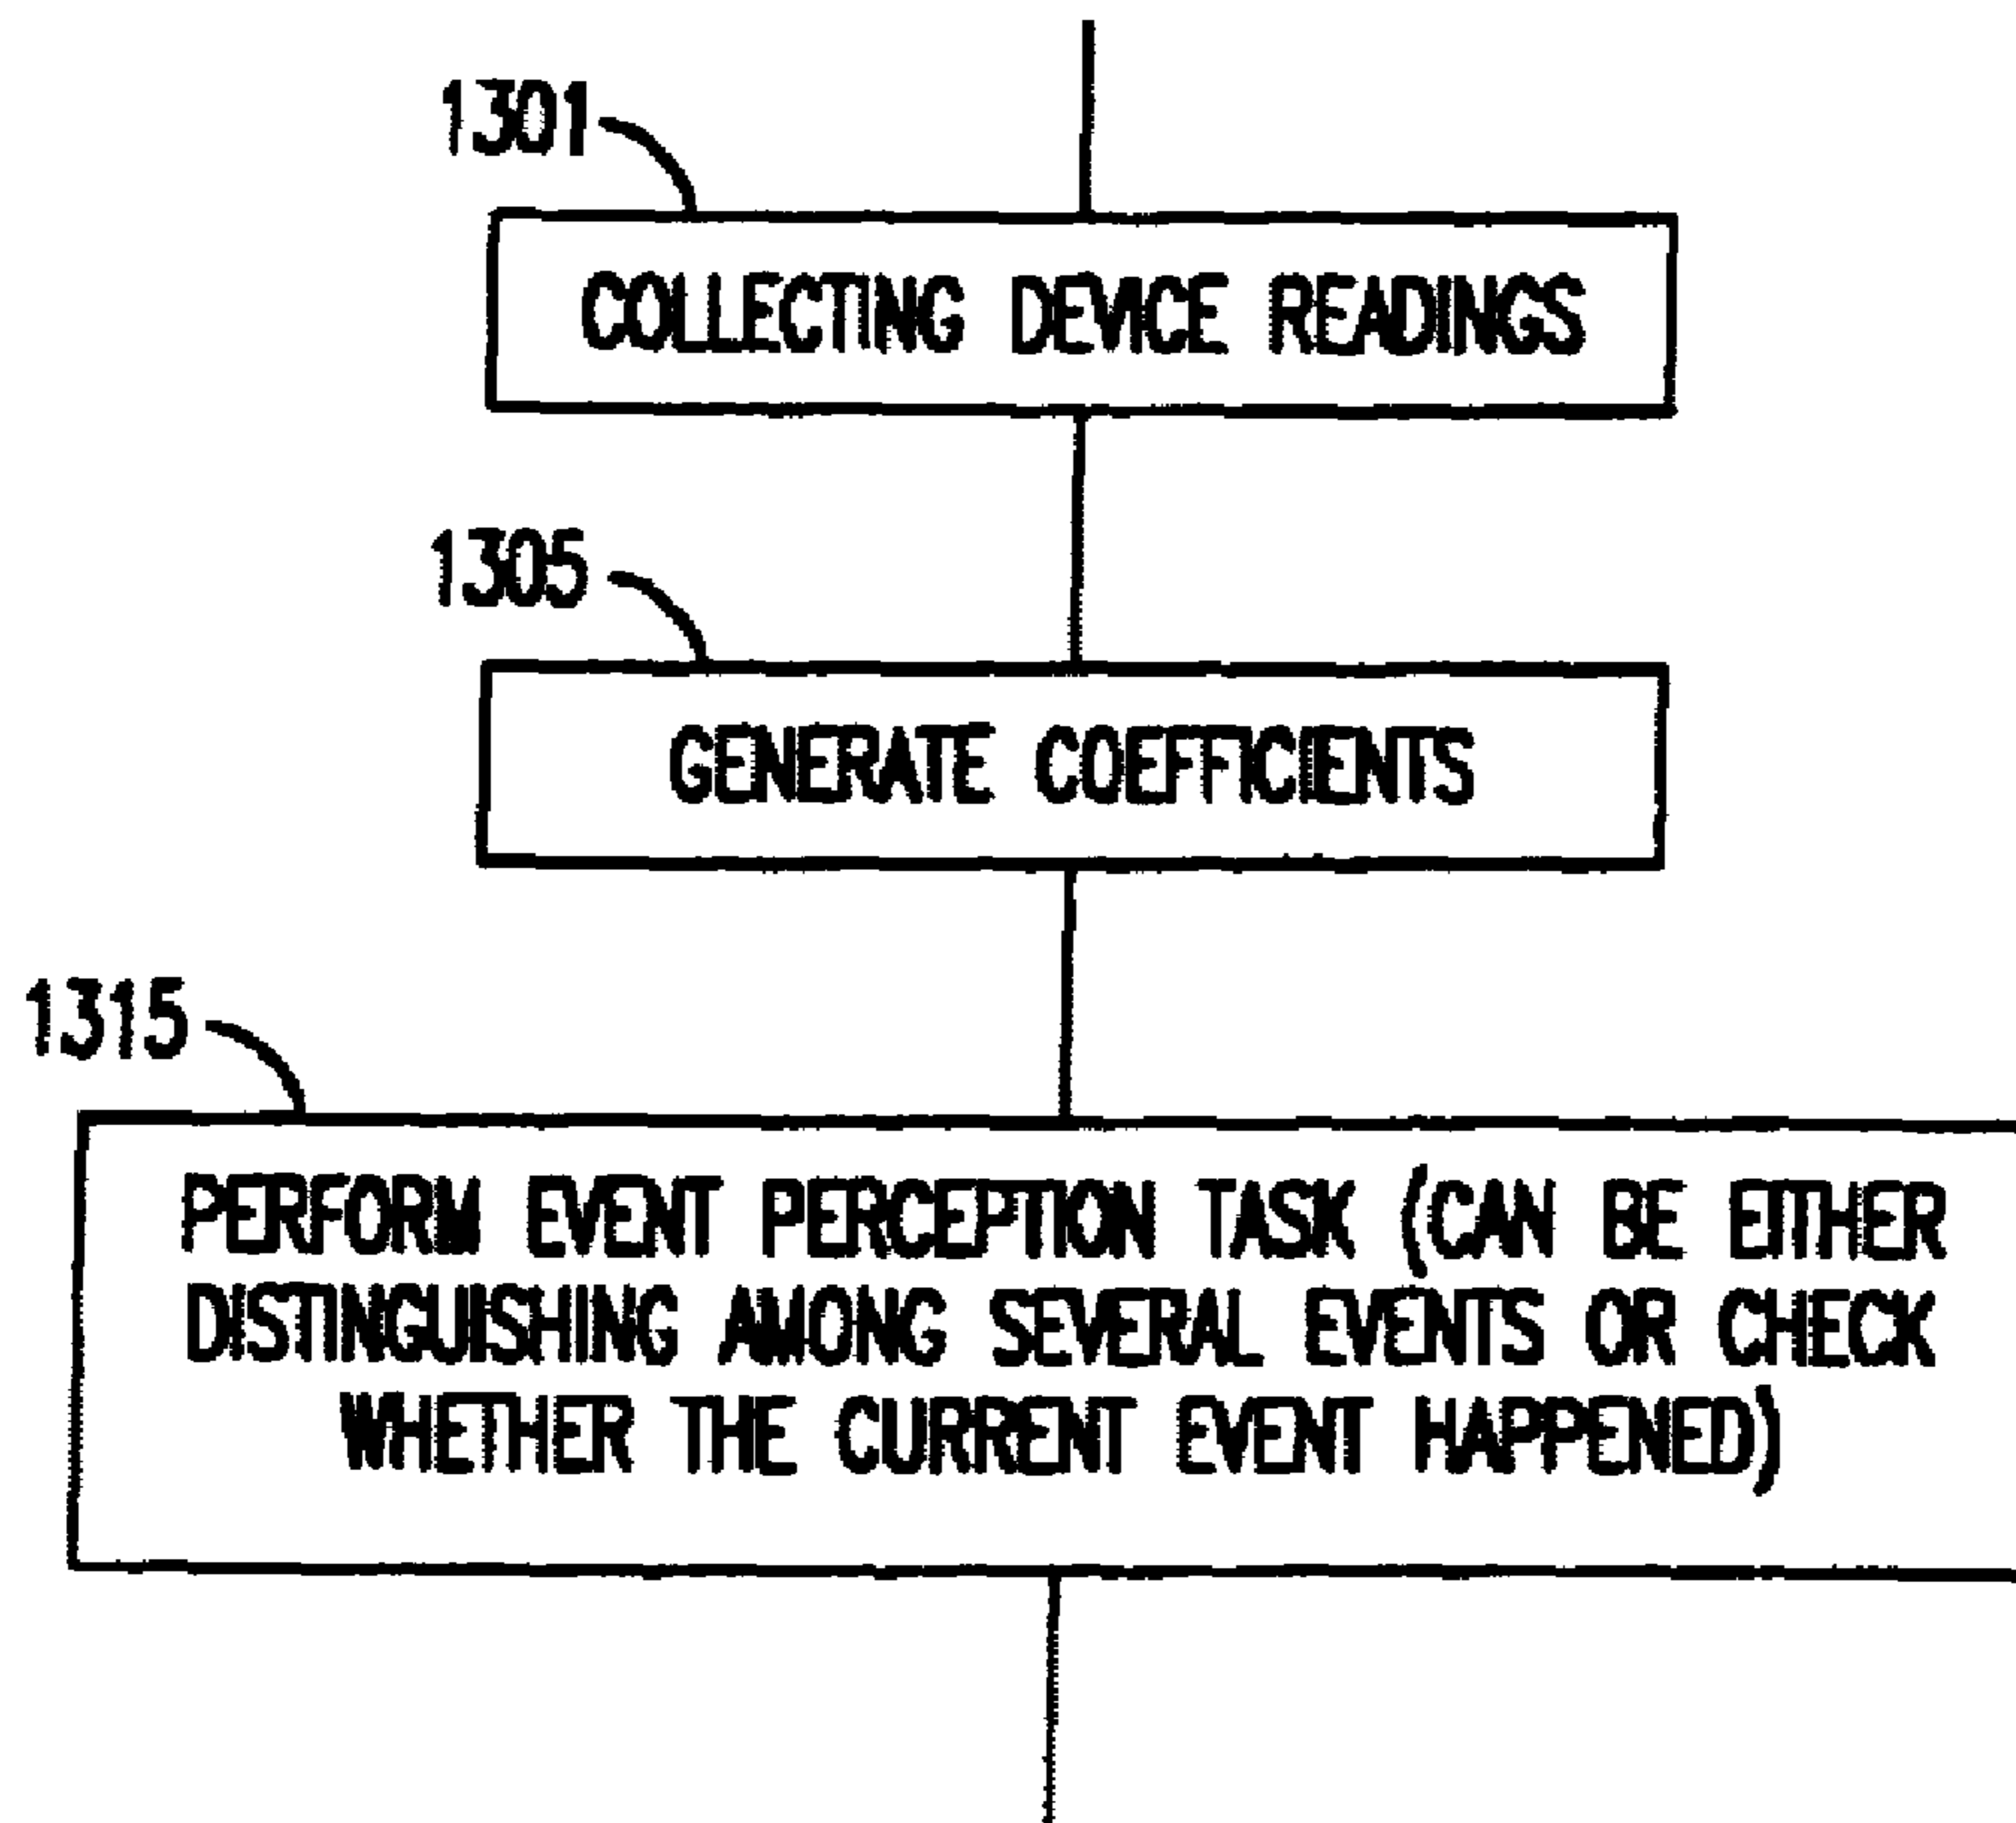 1301
COLLECTING DEVICE READINGS
1305
GENERATE COEFFICIENTS
1315
PERFORM EVENT PERCEPTION TASK (CAN BE EITHER
DISTINGUISHING AMONG SEVERAL EVENTS OR CHECK
WHETHER THE CURRENT EVENT HAPPENED)